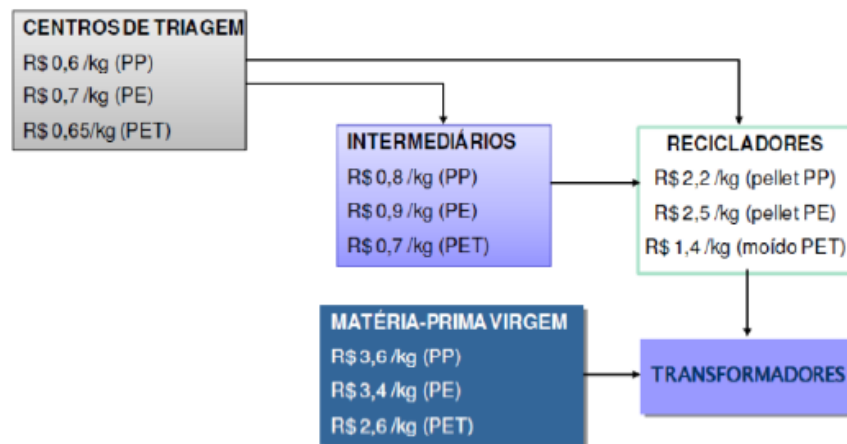 CENTROS DE TRIAGEM
R$ 0,6 /kg (PP)
R$ 0,7 /kg (PE)
R$ 0,65/kg (PET)
INTERMEDIÁRIOS
R$ 0,8 /kg (PP)
R$ 0,9 /kg (PE)
R$ 0,7 /kg (PET)
RECICLADORES
R$ 2,2 /kg (pellet PP)
R$ 2,5 /kg (pellet PE)
R$ 1,4 /kg (moído PET)
MATÉRIA-PRIMA VIRGEM
R$ 3,6 /kg (PP)
R$ 3,4 /kg (PE)
R$ 2,6 /kg (PET)
TRANSFORMADORES